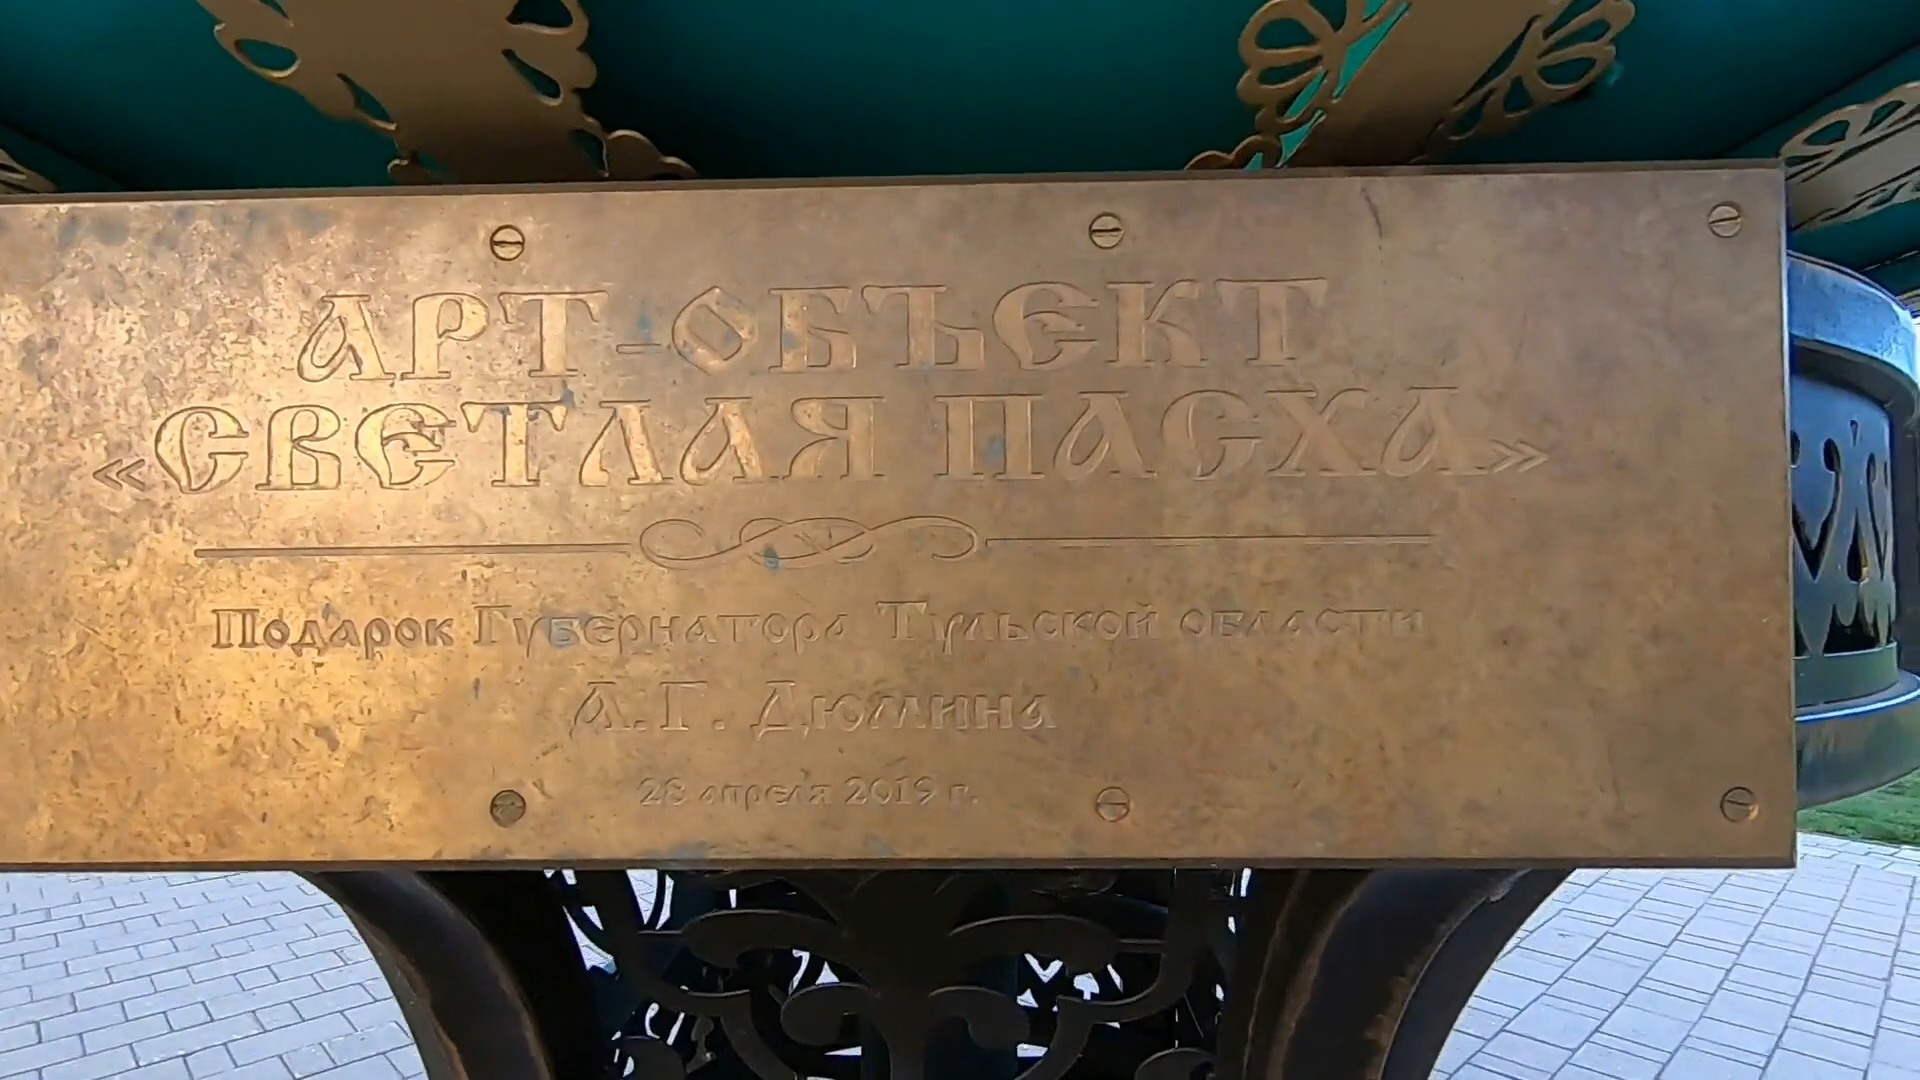 АРТ-ОБЪЕКТ
«СВЕТЛАЯ ПАСХА»
Подарок Губернатора Тульской области
А.Г. Дюмина
28 апреля 2019 г.